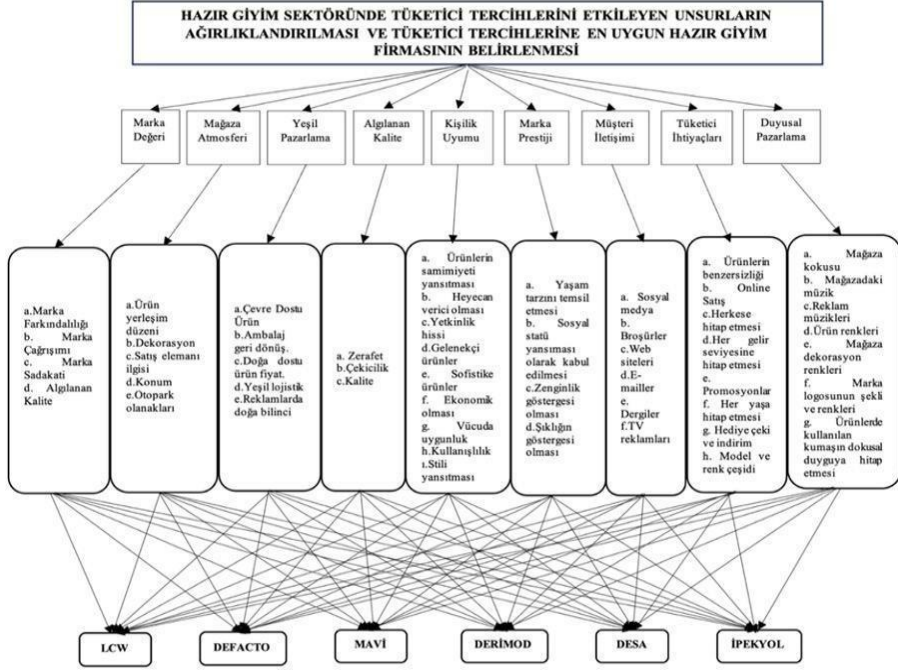 HAZIR GİYİM SEKTÖRÜNDE TÜKETİCİ TERCİHLERİNİ ETKİLEYEN UNSURLARIN
AĞIRLIKLANDIRILMASI VE TÜKETİCİ TERCİHLERİNE EN UYGUN HAZIR GİYİM
FİRMASININ BELİRLENMESİ
Marka
Değeri
Mağaza
Atmosferi
Yeşil
Pazarlama
Algılanan
Kalite
Kişilik
Uyumu
Marka
Prestiji
Müşteri
İletişimi
Tüketici
İhtiyaçları
Duyusal
Pazarlama
a.Marka
Farkındalılığı
b. Marka
Çağrışımı
c. Marka
Sadakati
d. Algılanan
Kalite
a.Ürün
yerleşim
düzeni
b.Dekorasyon
c.Satış elemanı
ilgisi
d.Konum
e.Otopark
olanakları
a.Çevre Dostu
Ürün
b.Ambalaj
geri dönüş.
c.Doğa dostu
ürün fiyat.
d.Yeşil lojistik
e.Reklamlarda
doğa bilinci
a. Zerafet
b.Çekicilik
c.Kalite
a. Ürünlerin
samimiyeti
yansıtması
b. Heyecan
verici olması
c.Yetkinlik
hissi
d.Gelenekçi
ürünler
e. Sofistike
ürünler
f. Ekonomik
olması
g. Vücuda
uygunluk
h.Kullanışlılık
ı.Stili
yansıtması
a. Yaşam
tarzını temsil
etmesi
b. Sosyal
statü
yansıması
olarak kabul
edilmesi
c.Zenginlik
göstergesi
olması
d.Şıklığın
göstergesi
olması
a. Sosyal
medya
b.
Broşürler
c.Web
siteleri
d.E-
mailler
e.
Dergiler
f.TV
reklamları
a. Ürünlerin
benzersizliği
b. Online
Satış
c.Herkese
hitap etmesi
d.Her gelir
seviyesine
hitap etmesi
e.
Promosyonlar
f. Her yaşa
hitap etmesi
g. Hediye çeki
ve indirim
h. Model ve
renk çeşidi
a. Mağaza
kokusu
b. Mağazadaki
müzik
c.Reklam
müzikleri
d.Ürün renkleri
e. Mağaza
dekorasyon
renkleri
f. Marka
logosunun şekli
ve renkleri
g. Ürünlerde
kullanılan
kumaşın dokusal
duyguya hitap
etmesi
LCW
DEFACTO
MAVİ
DERİMOD
DESA
İPEKYOL